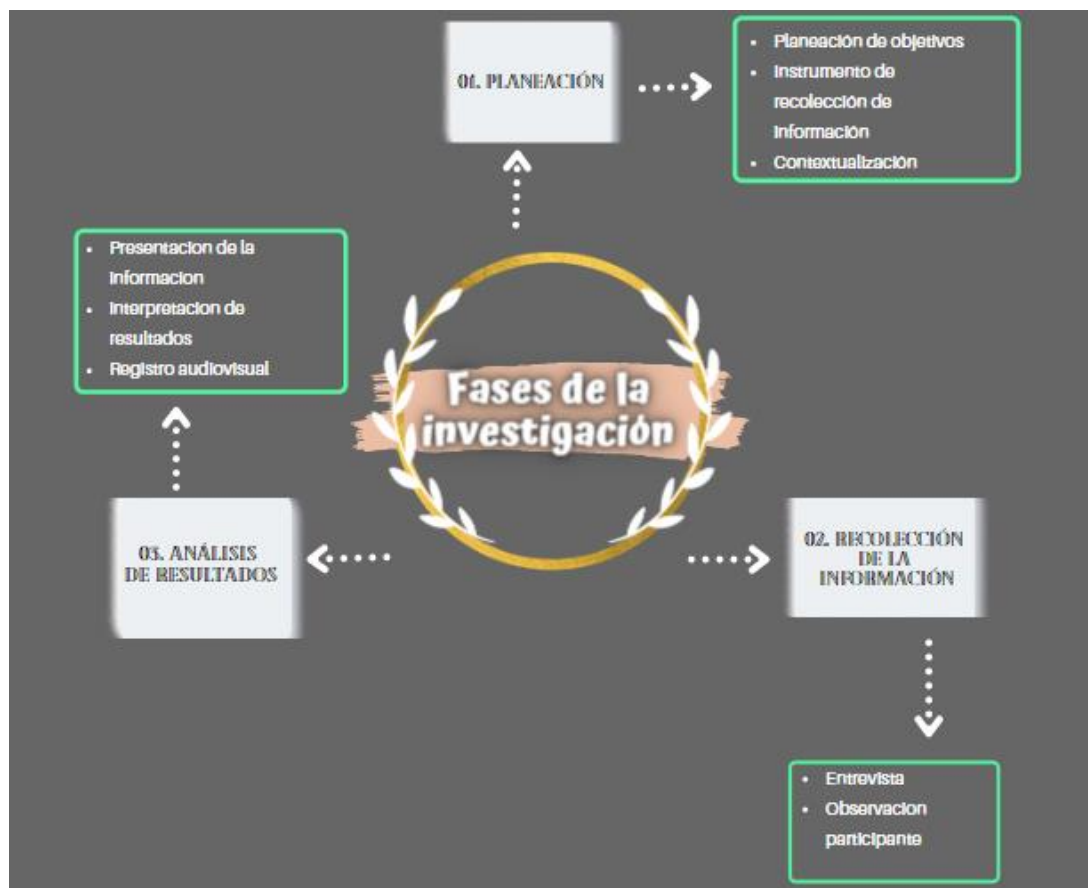 01. PLANEACIÓN
• Planeación de objetivos
• Instrumento de
recolección de
Información
• Contextualización
• Presentacion de la
Informacion
• Interpretacion de
resultados
• Registro audiovisual
Fases de la
investigación
03. ANÁLISIS
DE RESULTADOS
02. RECOLECCIÓN
DE LA
INFORMACIÓN
• Entrevista
• Observacion
participante